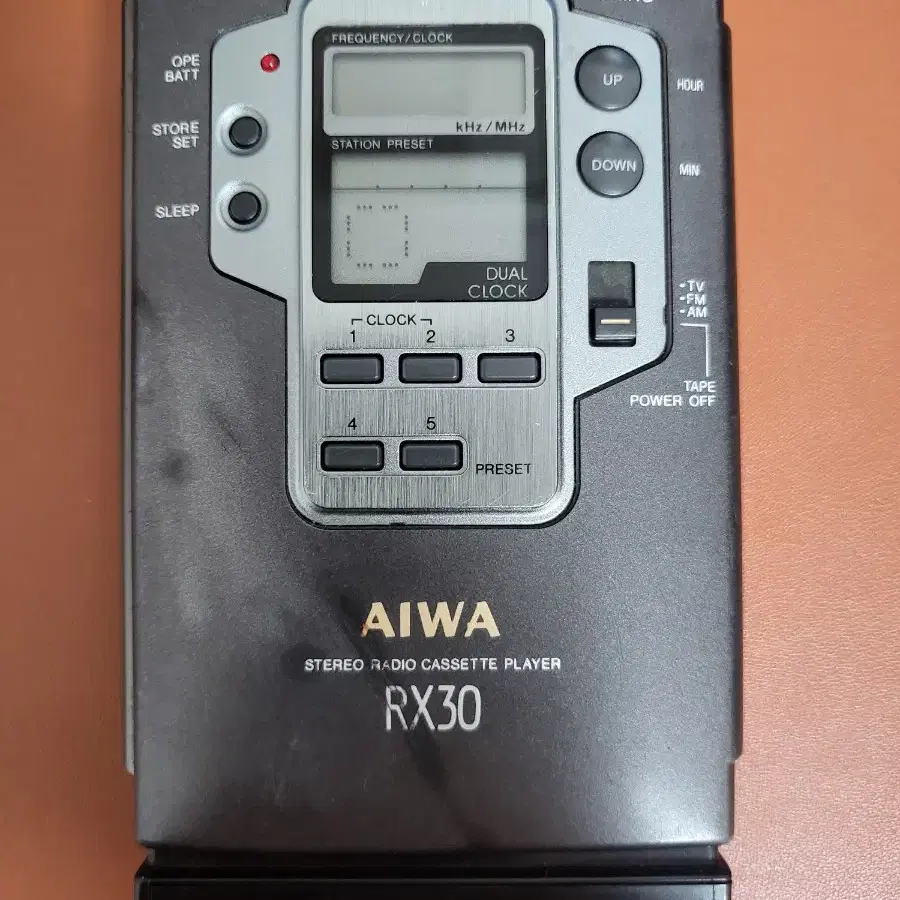 FREQUENCY/CLOCK
OPE
BATT
UP
HOUR
kHz/MHz
STORE
SET
STATION PRESET
DOWN
MIN
SLEEP
DUAL
CLOCK
•TV
•FM
•AM
CLOCK
1 2 3
TAPE
POWER OFF
4 5
PRESET
AIWA
STEREO RADIO CASSETTE PLAYER
RX30